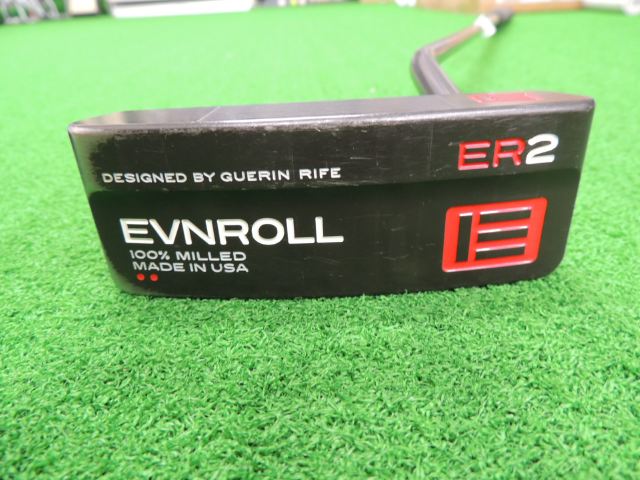 ER2
DESIGNED BY GUERIN RIFE
EVNROLL
100% MILLED
MADE IN USA